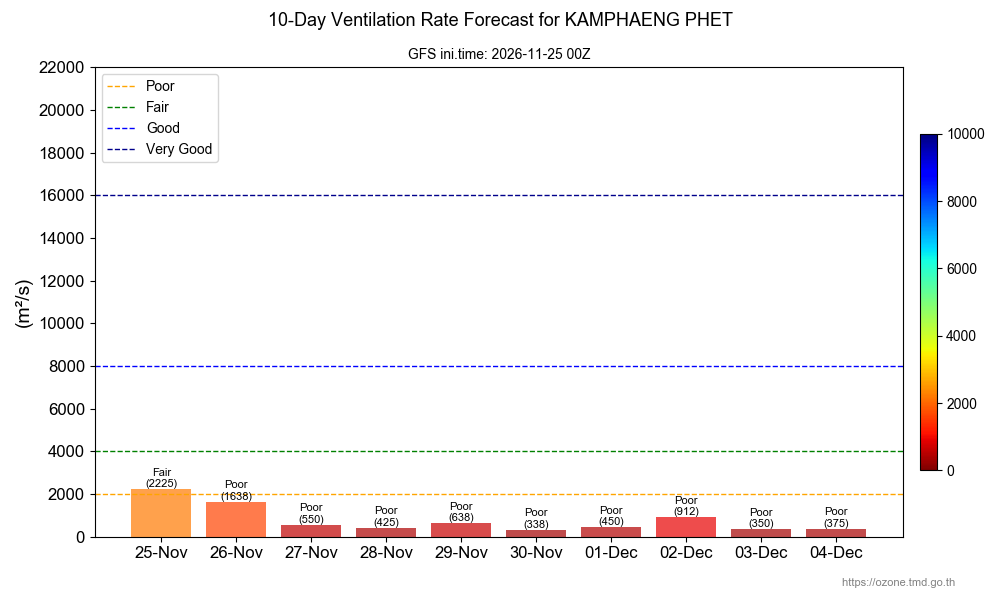 10-Day Ventilation Rate Forecast for KAMPHAENG PHET
GFS ini.time: 2026-11-25 00Z
22000
20000
18000
16000
14000
12000
10000
8000
6000
4000
2000
0
(m²/s)
Poor
Fair
Good
Very Good
Fair
(2225)
Poor
(1638)
Poor
(550)
Poor
(425)
Poor
(638)
Poor
(338)
Poor
(450)
Poor
(912)
Poor
(350)
Poor
(375)
25-Nov 26-Nov 27-Nov 28-Nov 29-Nov 30-Nov 01-Dec 02-Dec 03-Dec 04-Dec
10000
8000
6000
4000
2000
0
https://ozone.tmd.go.th